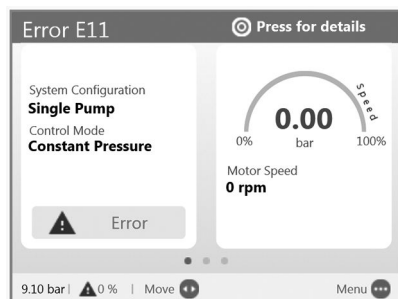 Error E11
Press for details
System Configuration
Single Pump
Control Mode
Constant Pressure
Error
Speed
0.00
0%
bar
100%
Motor Speed
0 rpm
9.10 bar | 0 % | Move
Menu